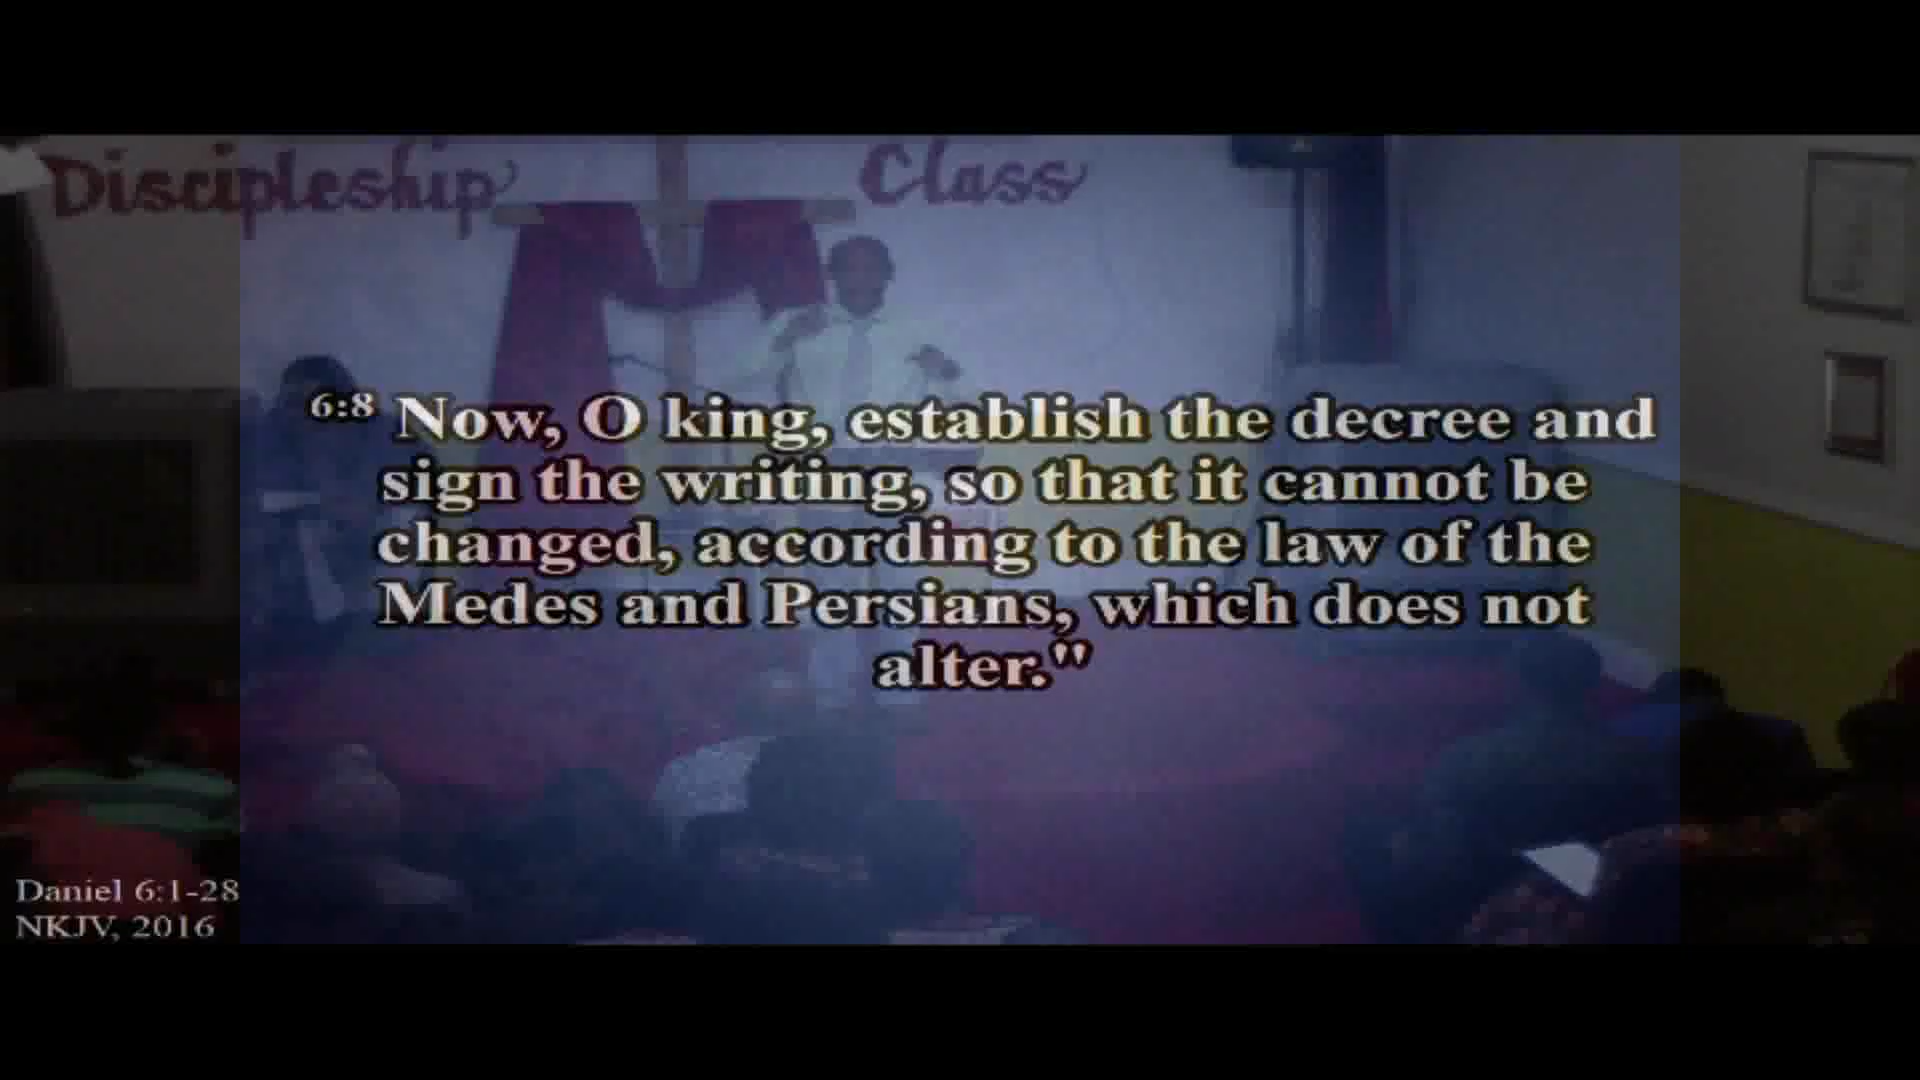 Discipleship Class
6:8 Now, O king, establish the decree and
sign the writing, so that it cannot be
changed, according to the law of the
Medes and Persians, which does not
alter."
Daniel 6:1-28
NKJV, 2016